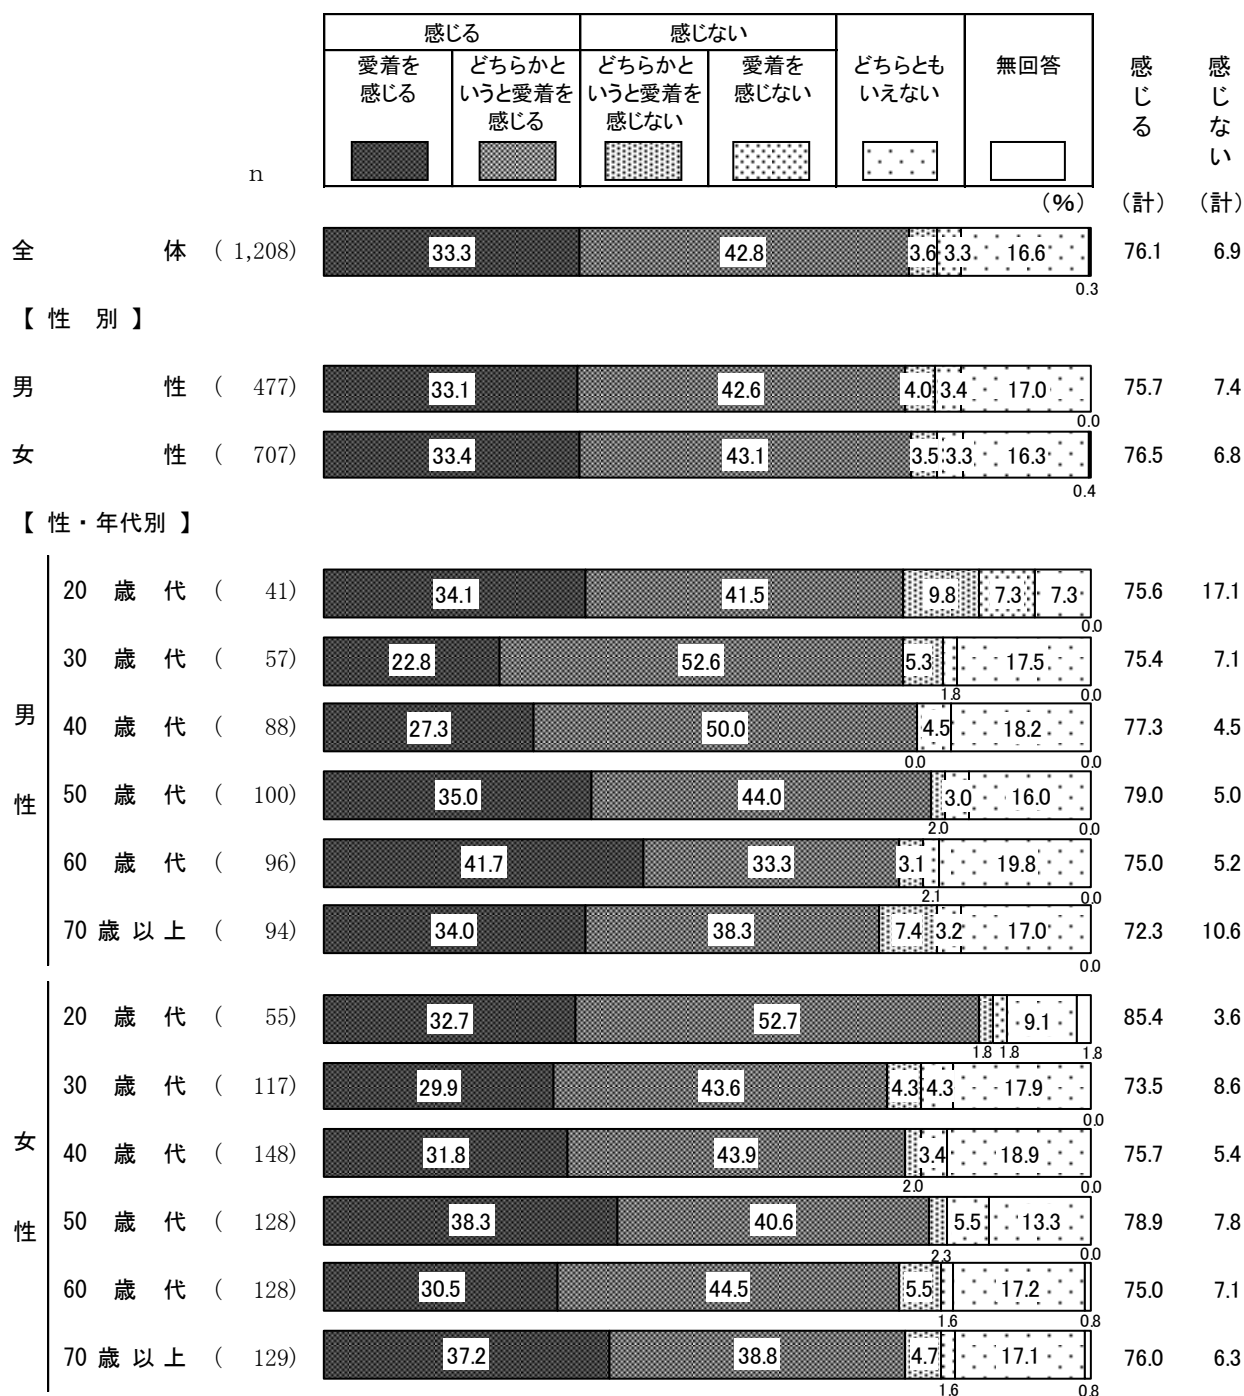 感じる 感じない
愛着を感じる どちらかというと愛着を感じる どちらかというと愛着を感じない 愛着を感じない どちらともいえない 無回答 感じる 感じない
n
(%) (計) (計)
全体 (1,208) 33.3 42.8 3.6 3.3 16.6 76.1 6.9
0.3
【 性 別 】
男性 ( 477) 33.1 42.6 4.0 3.4 17.0 75.7 7.4
0.0
女性 ( 707) 33.4 43.1 3.5 3.3 16.3 76.5 6.8
0.4
【 性・年代別 】
男性
20 歳 代 ( 41) 34.1 41.5 9.8 7.3 7.3 75.6 17.1
0.0
30 歳 代 ( 57) 22.8 52.6 5.3 17.5 75.4 7.1
1.8 0.0
40 歳 代 ( 88) 27.3 50.0 4.5 18.2 77.3 4.5
0.0 0.0
50 歳 代 ( 100) 35.0 44.0 3.0 16.0 79.0 5.0
2.0 0.0
60 歳 代 ( 96) 41.7 33.3 3.1 19.8 75.0 5.2
2.1 0.0
70 歳 以 上 ( 94) 34.0 38.3 7.4 3.2 17.0 72.3 10.6
0.0
女性
20 歳 代 ( 55) 32.7 52.7 9.1 85.4 3.6
1.8 1.8 1.8
30 歳 代 ( 117) 29.9 43.6 4.3 4.3 17.9 73.5 8.6
0.0
40 歳 代 ( 148) 31.8 43.9 3.4 18.9 75.7 5.4
2.0 0.0
50 歳 代 ( 128) 38.3 40.6 5.5 13.3 78.9 7.8
2.3 0.0
60 歳 代 ( 128) 30.5 44.5 5.5 17.2 75.0 7.1
1.6 0.8
70 歳 以 上 ( 129) 37.2 38.8 4.7 17.1 76.0 6.3
1.6 0.8